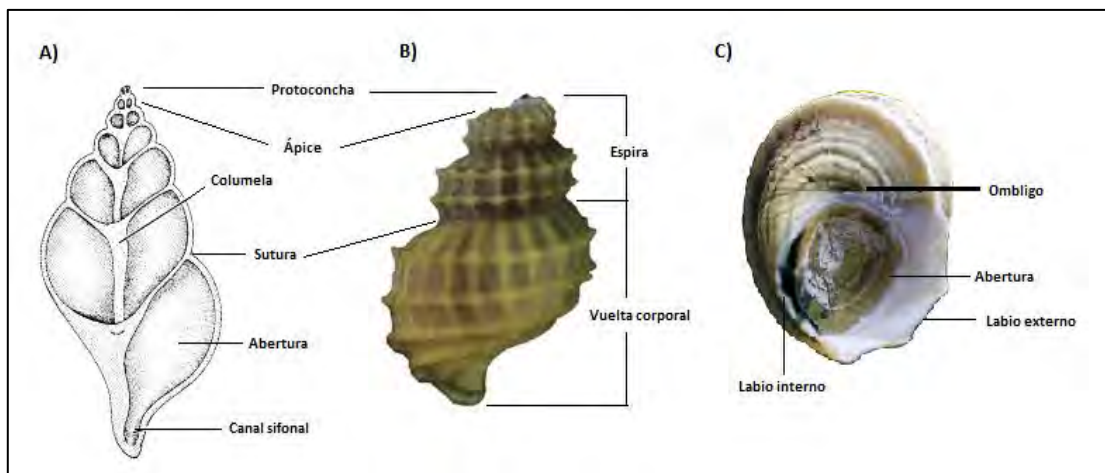 A)
B)
C)
Protoconcha
Ápice
Columela
Sutura
Abertura
Canal sifonal
Espira
Vuelta corporal
Ombligo
Abertura
Labio externo
Labio interno